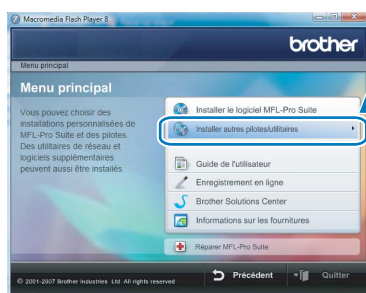 Macromedia Flash Player 8
brother
Menu principal
Menu principal
Vous pouvez choisir des
installations personnalisées de
MFL-Pro Suite et des pilotes.
Des utilitaires de réseau et
logiciels supplémentaires
peuvent aussi être installés.
Installer le logiciel MFL-Pro Suite
Installer autres pilotes/utilitaires
Guide de l'utilisateur
Enregistrement en ligne
Brother Solutions Center
Informations sur les fournitures
Réparer MFL-Pro Suite
© 2001-2007 Brother Industries Ltd. All rights reserved
Précédent
Quitter